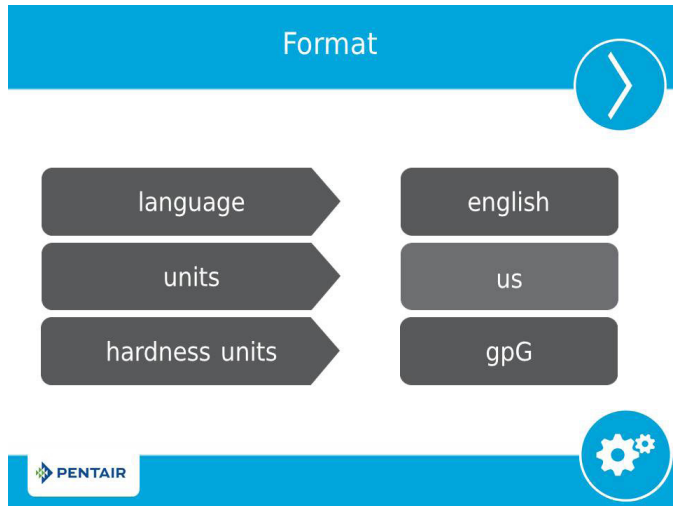 Format
language
english
units
us
hardness units
gpG
PENTAIR